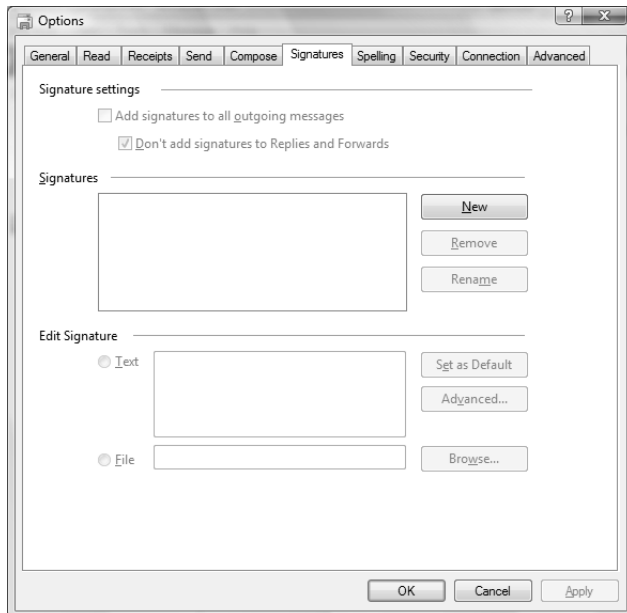 Options
General Read Receipts Send Compose Signatures Spelling Security Connection Advanced
Signature settings
Add signatures to all outgoing messages
Don't add signatures to Replies and Forwards
Signatures
New
Remove
Rename
Edit Signature
Text
Set as Default
Advanced...
File
Browse...
OK Cancel Apply